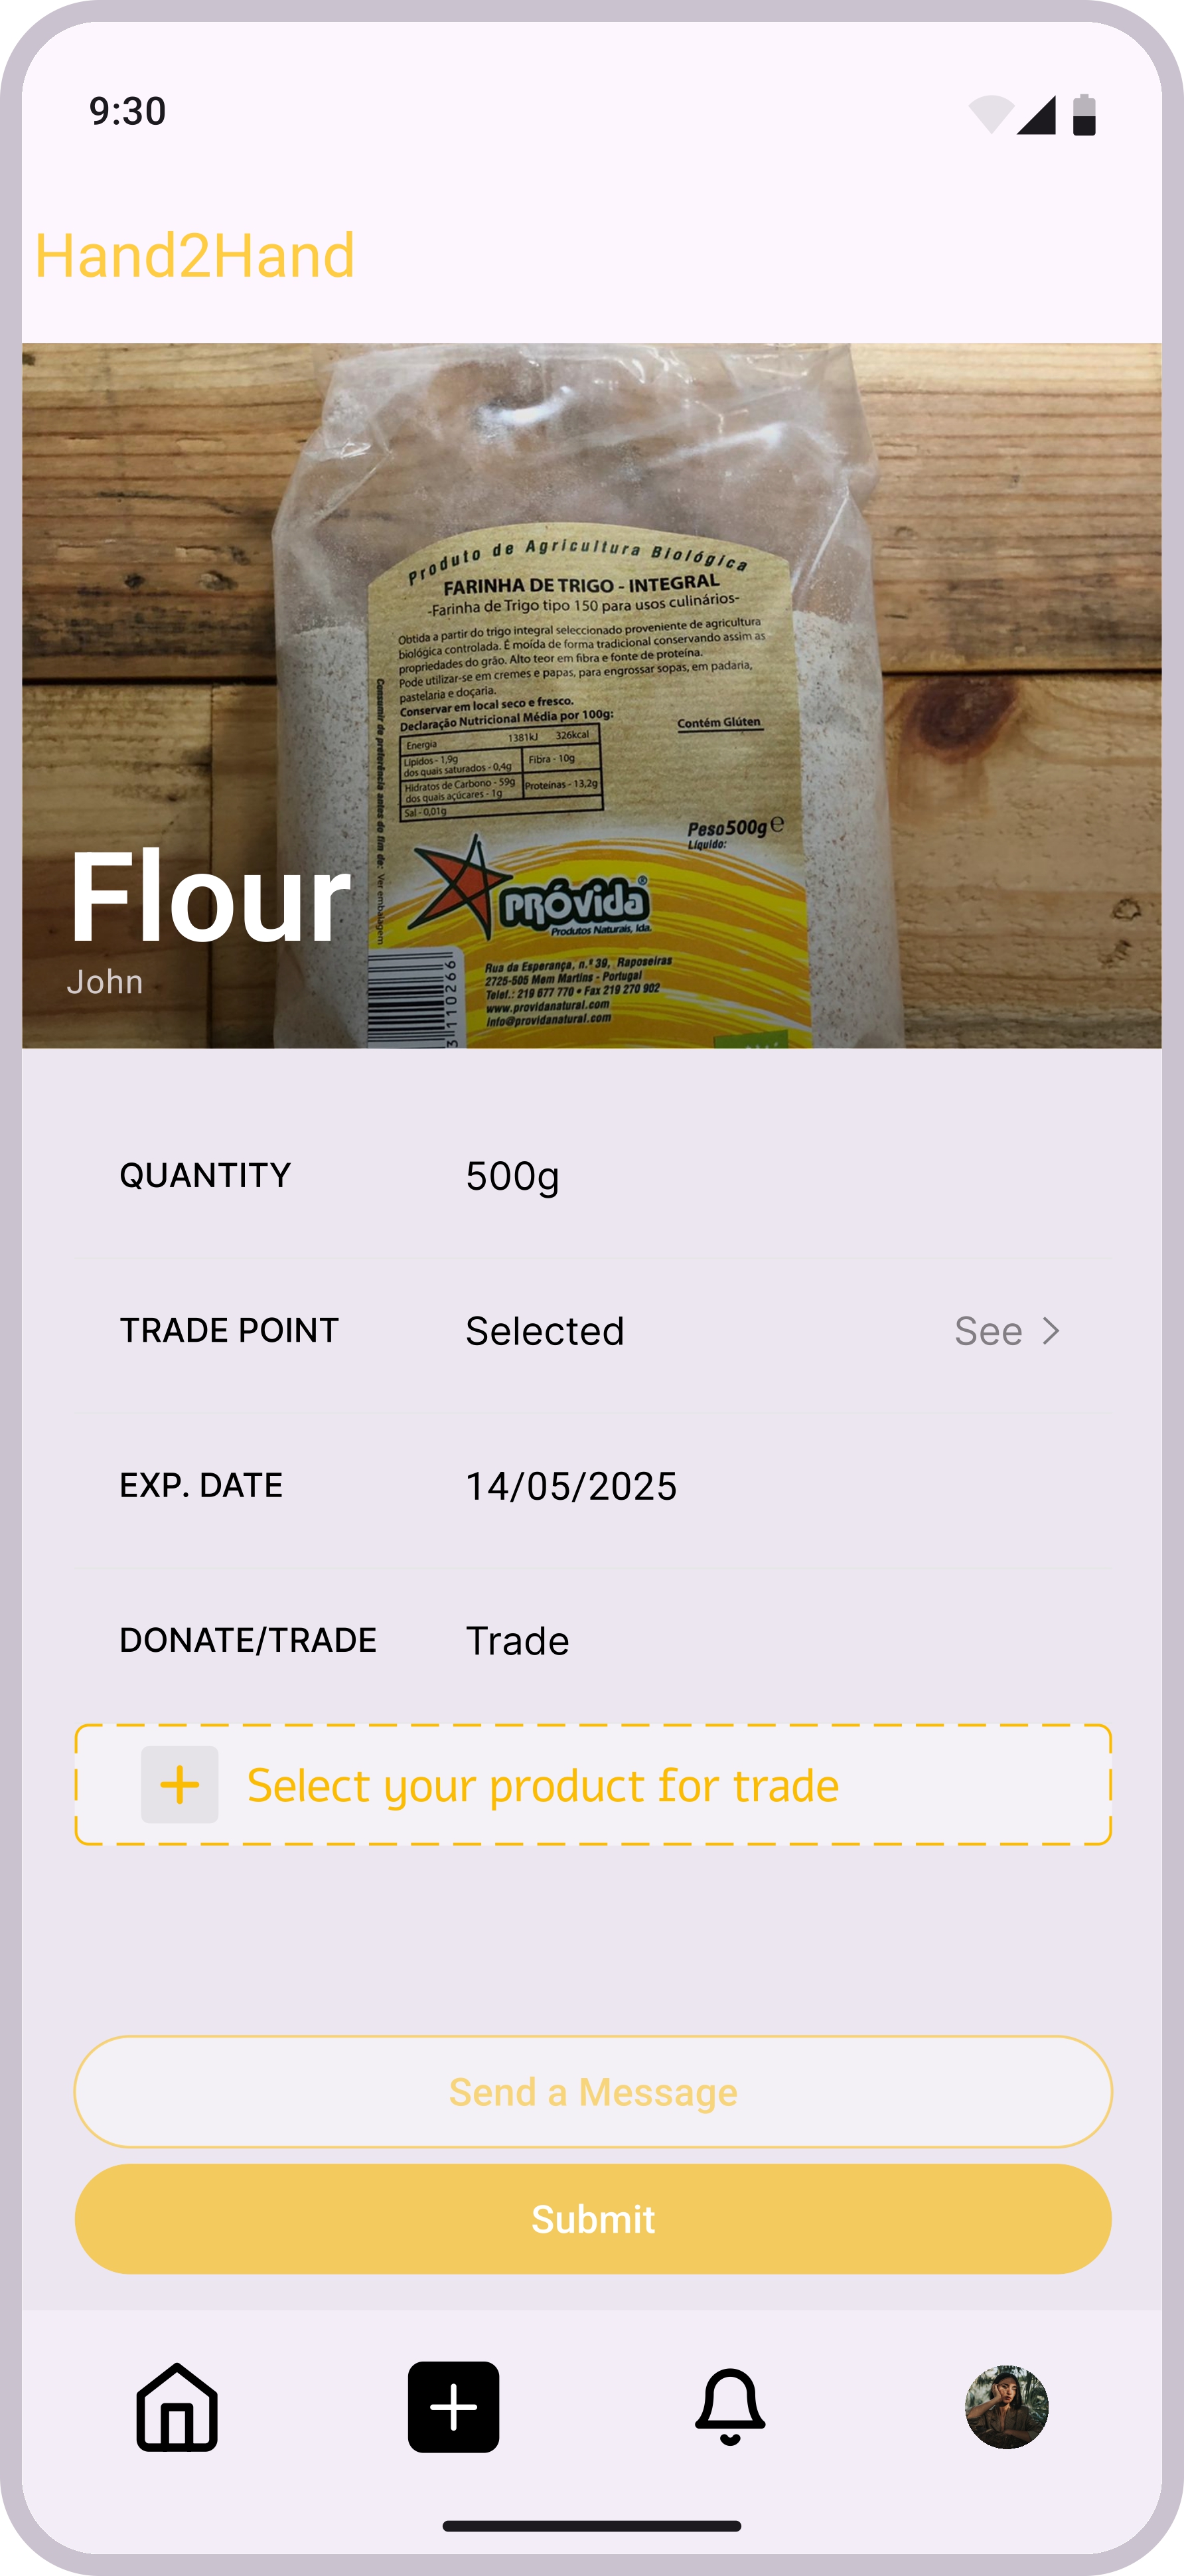 9:30
Hand2Hand
Produto de Agricultura Biológica
FARINHA DE TRIGO - INTEGRAL
-Farinha de Trigo tipo 150 para usos culinários-
Obtida a partir do trigo integral seleccionado proveniente de agricultura
biológica controlada. É moída de forma tradicional conservando assim as
propriedades do grão. Alto teor em fibra e fonte de proteína.
Pode utilizar-se em cremes e papas, para engrossar sopas, em padaria,
pastelaria e doçaria.
Conservar em local seco e fresco.
Declaração Nutricional Média por 100g:
Contém Glúten
Energia 1381kJ 326kcal
Lípidos - 1,9g
dos quais saturados - 0,4g
Fibra - 10g
Hidratos de Carbono - 59g
dos quais açúcares - 1g
Proteínas - 13,2g
Sal - 0,01g
Consumir de preferência antes do fim de: Ver embalagem
Peso 500g e
Líquido:
PRÓVida ®
Produtos Naturais, lda.
Rua da Esperança, n.º 39, Raposeiras
2725-505 Mem Martins - Portugal
Telef.: 219 677 770 • Fax 219 270 902
www.providanatural.com
info@providanatural.com
3110266
Flour
John
QUANTITY 500g
TRADE POINT Selected See
EXP. DATE 14/05/2025
DONATE/TRADE Trade
Select your product for trade
Send a Message
Submit